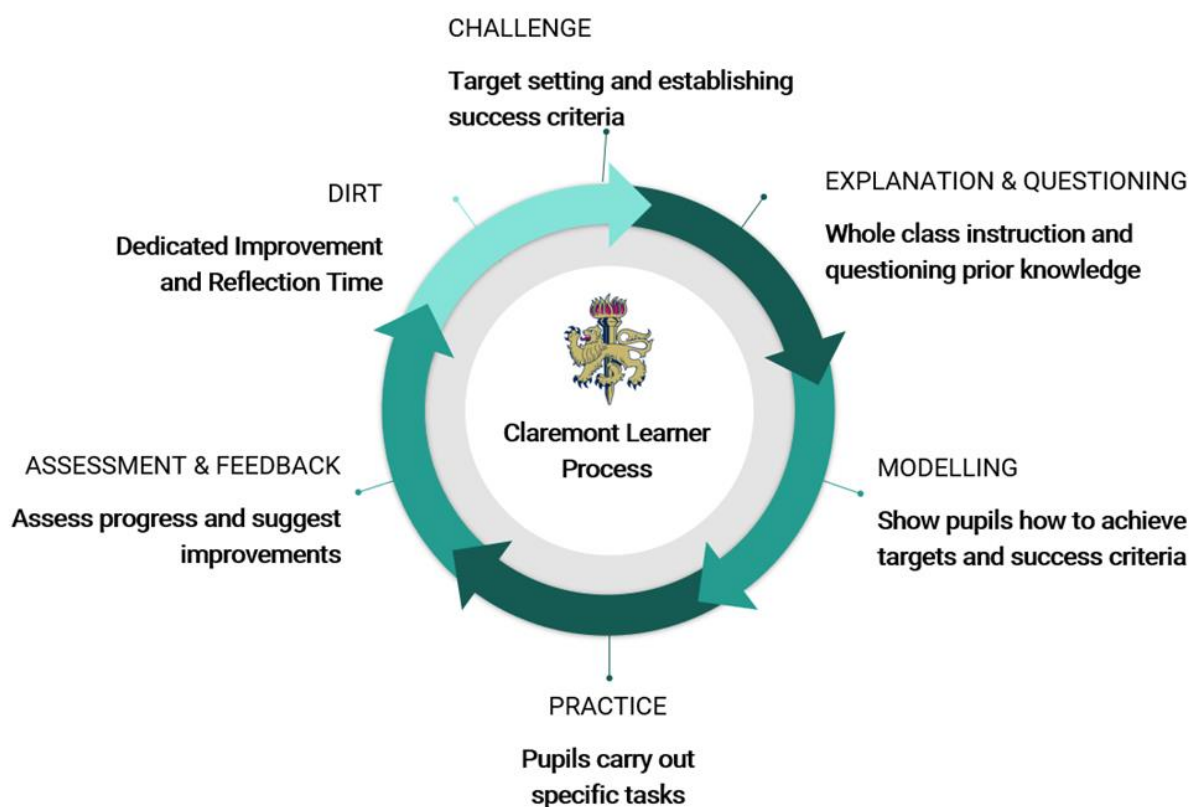 CHALLENGE
Target setting and establishing
success criteria
EXPLANATION & QUESTIONING
Whole class instruction and
questioning prior knowledge
MODELLING
Show pupils how to achieve
targets and success criteria
PRACTICE
Pupils carry out
specific tasks
ASSESSMENT & FEEDBACK
Assess progress and suggest
improvements
DIRT
Dedicated Improvement
and Reflection Time
Claremont Learner
Process